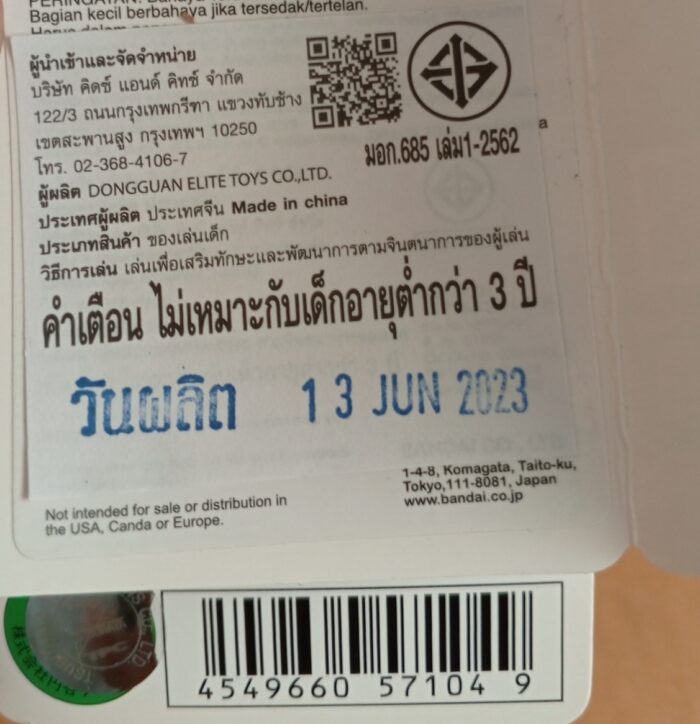 Bagian kecil berbahaya jika tersedak/tertelan.
ผู้นำเข้าและจัดจำหน่าย
บริษัท คิดซ์ แอนด์ คิทซ์ จำกัด
122/3 ถนนกรุงเทพกรีฑา แขวงทับช้าง
เขตสะพานสูง กรุงเทพฯ 10250
โทร. 02-368-4106-7
มอก.685 เล่ม1-2562
a
ผู้ผลิต DONGGUAN ELITE TOYS CO.,LTD.
ประเทศผู้ผลิต ประเทศจีน Made in china
ประเภทสินค้า ของเล่นเด็ก
วิธีการเล่น เล่นเพื่อเสริมทักษะและพัฒนาการตามจินตนาการของผู้เล่น
คำเตือน ไม่เหมาะกับเด็กอายุต่ำกว่า 3 ปี
วันผลิต 13 JUN 2023
1-4-8, Komagata, Taito-ku,
Tokyo,111-8081, Japan
www.bandai.co.jp
Not intended for sale or distribution in
the USA, Canda or Europe.
4549660 57104 9